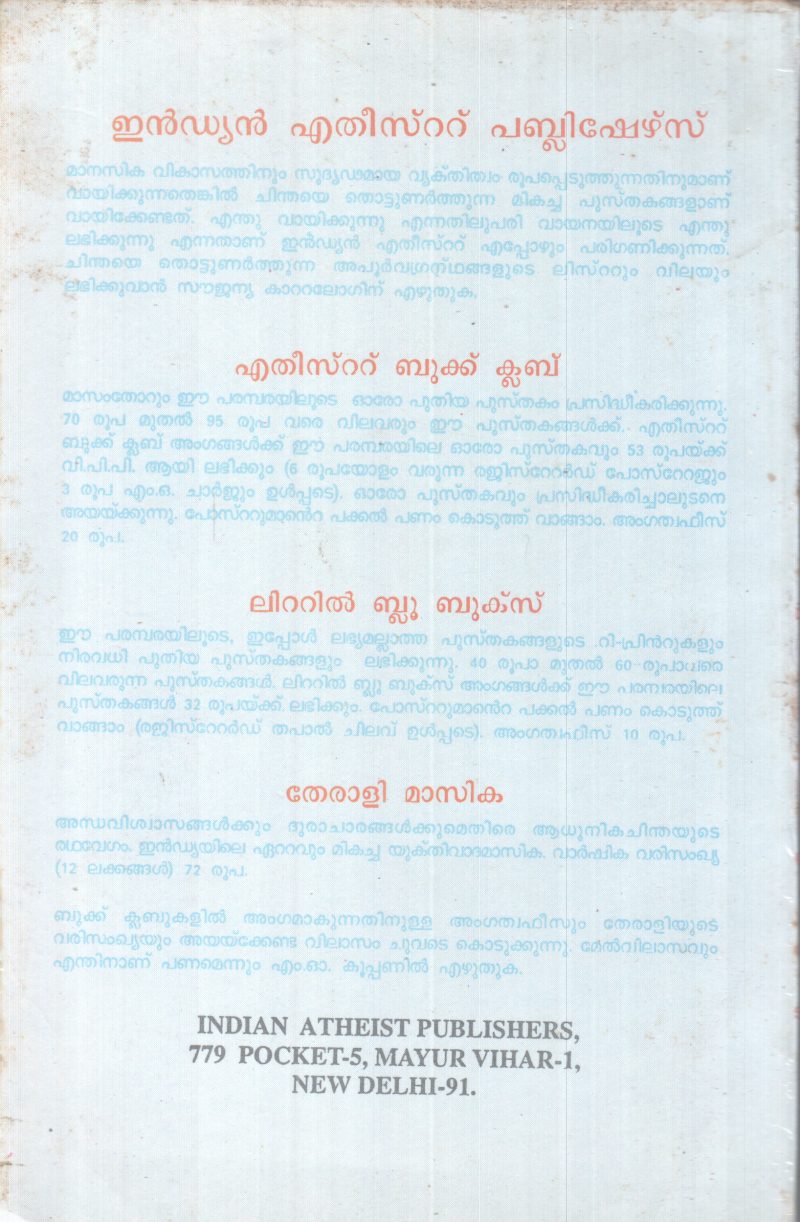 ഇൻഡ്യൻ എതീസ്ററ് പബ്ലിഷേഴ്സ്
മാനസിക വികാസത്തിനും സുദൃഢമായ വ്യക്തിത്വം രൂപപ്പെടുത്തുന്നതിനുമാണ്
വായിക്കുന്നതെങ്കിൽ ചിന്തയെ തൊട്ടുണർത്തുന്ന മികച്ച പുസ്തകങ്ങളാണ്
വായിക്കേണ്ടത്. എന്തു വായിക്കുന്നു എന്നതിലുപരി വായനയിലൂടെ എന്തു
ലഭിക്കുന്നു എന്നതാണ് ഇൻഡ്യൻ എതീസ്ററ് എപ്പോഴും പരിഗണിക്കുന്നത്.
ചിന്തയെ തൊട്ടുണർത്തുന്ന അപൂർവഗ്രന്ഥങ്ങളുടെ ലിസ്ററും വിലയും
ലഭിക്കുവാൻ സൗജന്യ കാററലോഗിന് എഴുതുക.
എതീസ്ററ് ബുക്ക് ക്ലബ്
മാസംതോറും ഈ പരമ്പരയിലൂടെ ഓരോ പുതിയ പുസ്തകം പ്രസിദ്ധീകരിക്കുന്നു.
70 രൂപ മുതൽ 95 രൂപ വരെ വിലവരും ഈ പുസ്തകങ്ങൾക്ക്. എതിസ്ററ്
ബുക്ക് ക്ലബ് അംഗങ്ങൾക്ക് ഈ പരമ്പരയിലെ ഓരോ പുസ്തകവും 53 രൂപയ്ക്ക്
വി.പി.പി. ആയി ലഭിക്കും (6 രൂപയോളം വരുന്ന രജിസ്റേറർഡ് പോസ്റേറജും
3 രൂപ എം.ഒ. ചാർജും ഉൾപ്പടെ). ഓരോ പുസ്തകവും പ്രസിദ്ധീകരിച്ചാലുടനെ
അയയ്ക്കുന്നു. പോസ്ററുമാന്റെ പക്കൽ പണം കൊടുത്ത് വാങ്ങാം. അംഗത്വഫീസ്
20 രൂപ.
ലിററിൽ ബ്ലൂ ബുക്സ്
ഈ പരമ്പരയിലൂടെ, ഇപ്പോൾ ലഭ്യമല്ലാത്ത പുസ്തകങ്ങളുടെ റി-പ്രിൻറുകളും
നിരവധി പുതിയ പുസ്തകങ്ങളും ലഭിക്കുന്നു. 40 രൂപാ മുതൽ 60 രൂപാവരെ
വിലവരുന്ന പുസ്തകങ്ങൾ. ലിററിൽ ബ്ലൂ ബുക്സ് അംഗങ്ങൾക്ക് ഈ പരമ്പരയിലെ
പുസ്തകങ്ങൾ 32 രൂപയ്ക്ക് ലഭിക്കും. പോസ്ററുമാന്റെ പക്കൽ പണം കൊടുത്ത്
വാങ്ങാം (രജിസ്റേറർഡ് തപാൽ ചിലവ് ഉൾപ്പടെ). അംഗത്വഫിസ് 10 രൂപ.
തേരാളി മാസിക
അന്ധവിശ്വാസങ്ങൾക്കും ദുരാചാരങ്ങൾക്കുമെതിരെ ആധുനികചിന്തയുടെ
രഥവേഗം. ഇൻഡ്യയിലെ ഏററവും മികച്ച യുക്തിവാദമാസിക. വാർഷിക വരിസംഖ്യ
(12 ലക്കങ്ങൾ) 72 രൂപ.
ബുക്ക് ക്ലബുകളിൽ അംഗമാകുന്നതിനുള്ള അംഗത്വഫീസും തേരാളിയുടെ
വരിസംഖ്യയും അയയ്ക്കേണ്ട വിലാസം ചുവടെ കൊടുക്കുന്നു. മേൽവിലാസവും
എന്തിനാണ് പണമെന്നും എം.ഓ. കൂപ്പണിൽ എഴുതുക.
INDIAN ATHEIST PUBLISHERS,
779 POCKET-5, MAYUR VIHAR-1,
NEW DELHI-91.